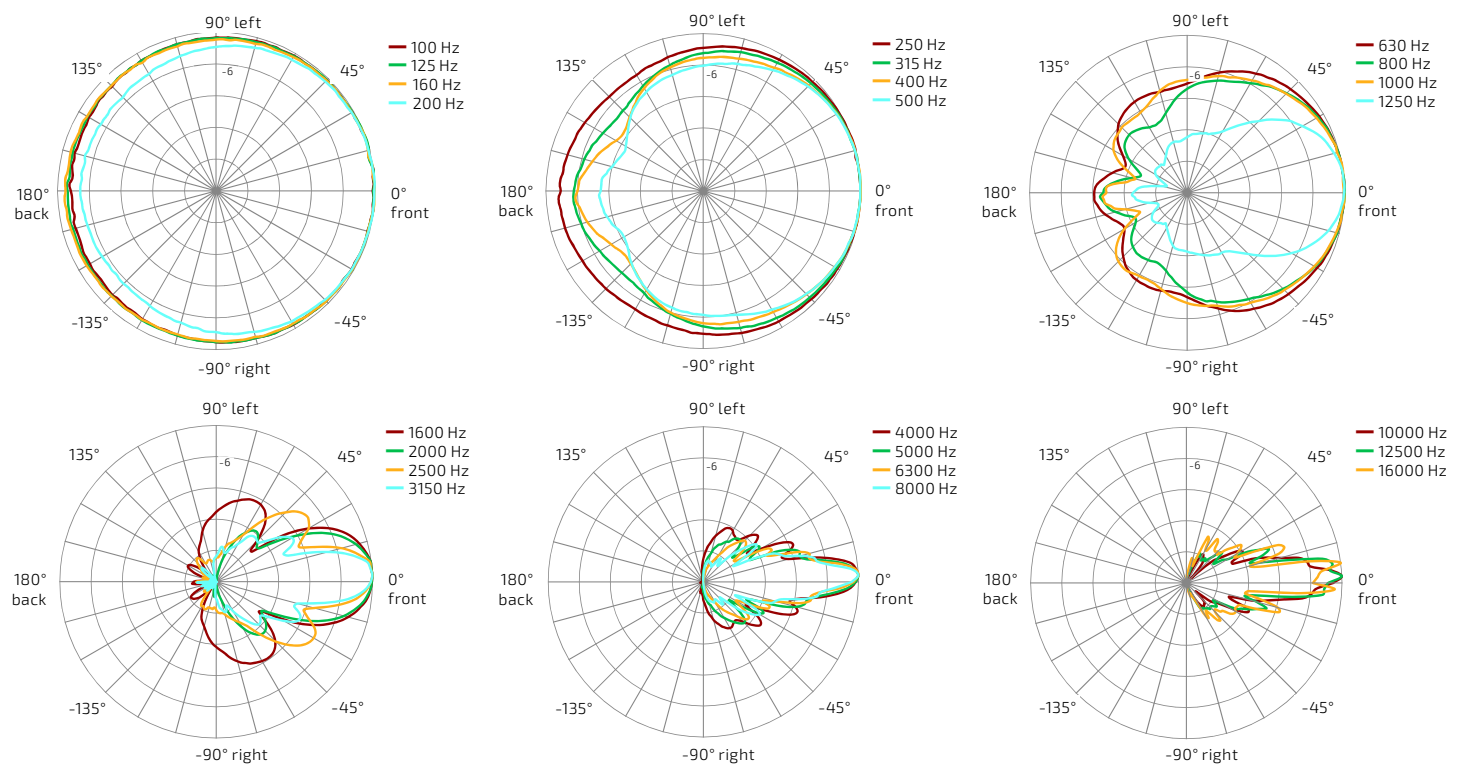 90° left
100 Hz
125 Hz
160 Hz
200 Hz
-6
135°
45°
180°
back
0°
front
-135°
-45°
-90° right
90° left
250 Hz
315 Hz
400 Hz
500 Hz
-6
135°
45°
180°
back
0°
front
-135°
-45°
-90° right
90° left
630 Hz
800 Hz
1000 Hz
1250 Hz
-6
135°
45°
180°
back
0°
front
-135°
-45°
-90° right
90° left
1600 Hz
2000 Hz
2500 Hz
3150 Hz
-6
135°
45°
180°
back
0°
front
-135°
-45°
-90° right
90° left
4000 Hz
5000 Hz
6300 Hz
8000 Hz
-6
135°
45°
180°
back
0°
front
-135°
-45°
-90° right
90° left
10000 Hz
12500 Hz
16000 Hz
-6
135°
45°
180°
back
0°
front
-135°
-45°
-90° right